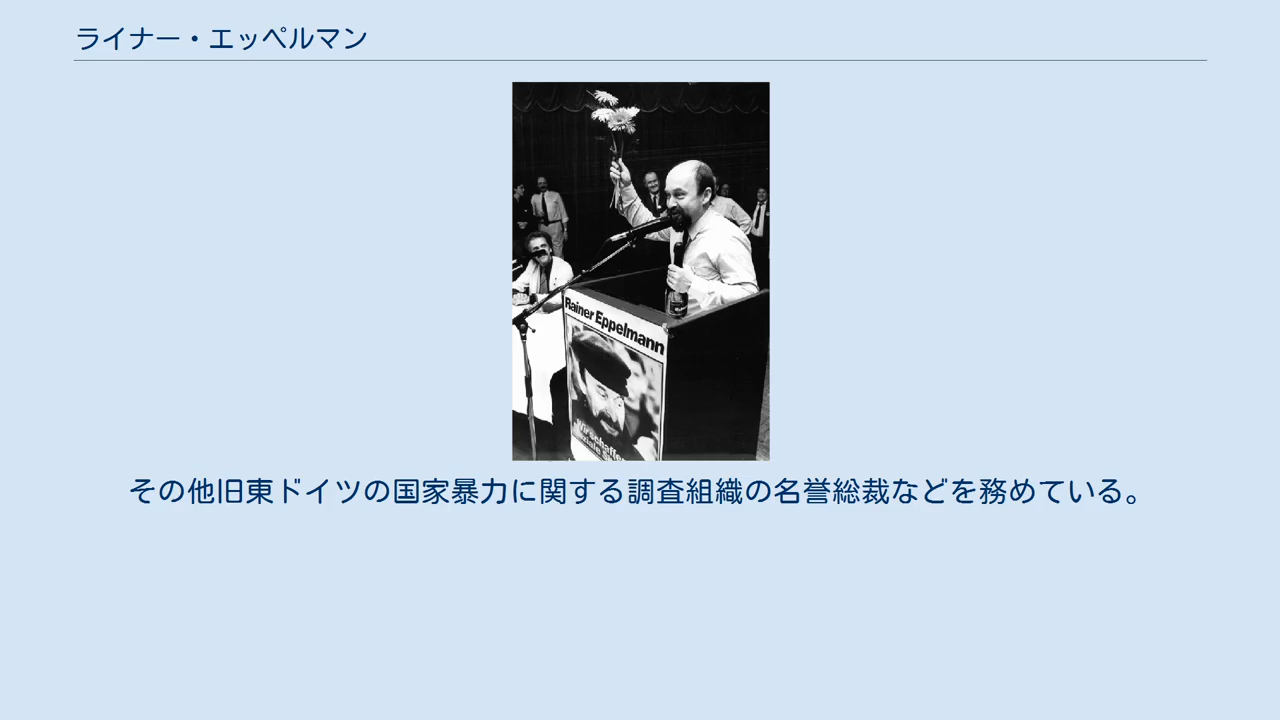 ライナー・エッペルマン
Rainer Eppelmann
Wir schaffen
その他旧東ドイツの国家暴力に関する調査組織の名誉総裁などを務めている。